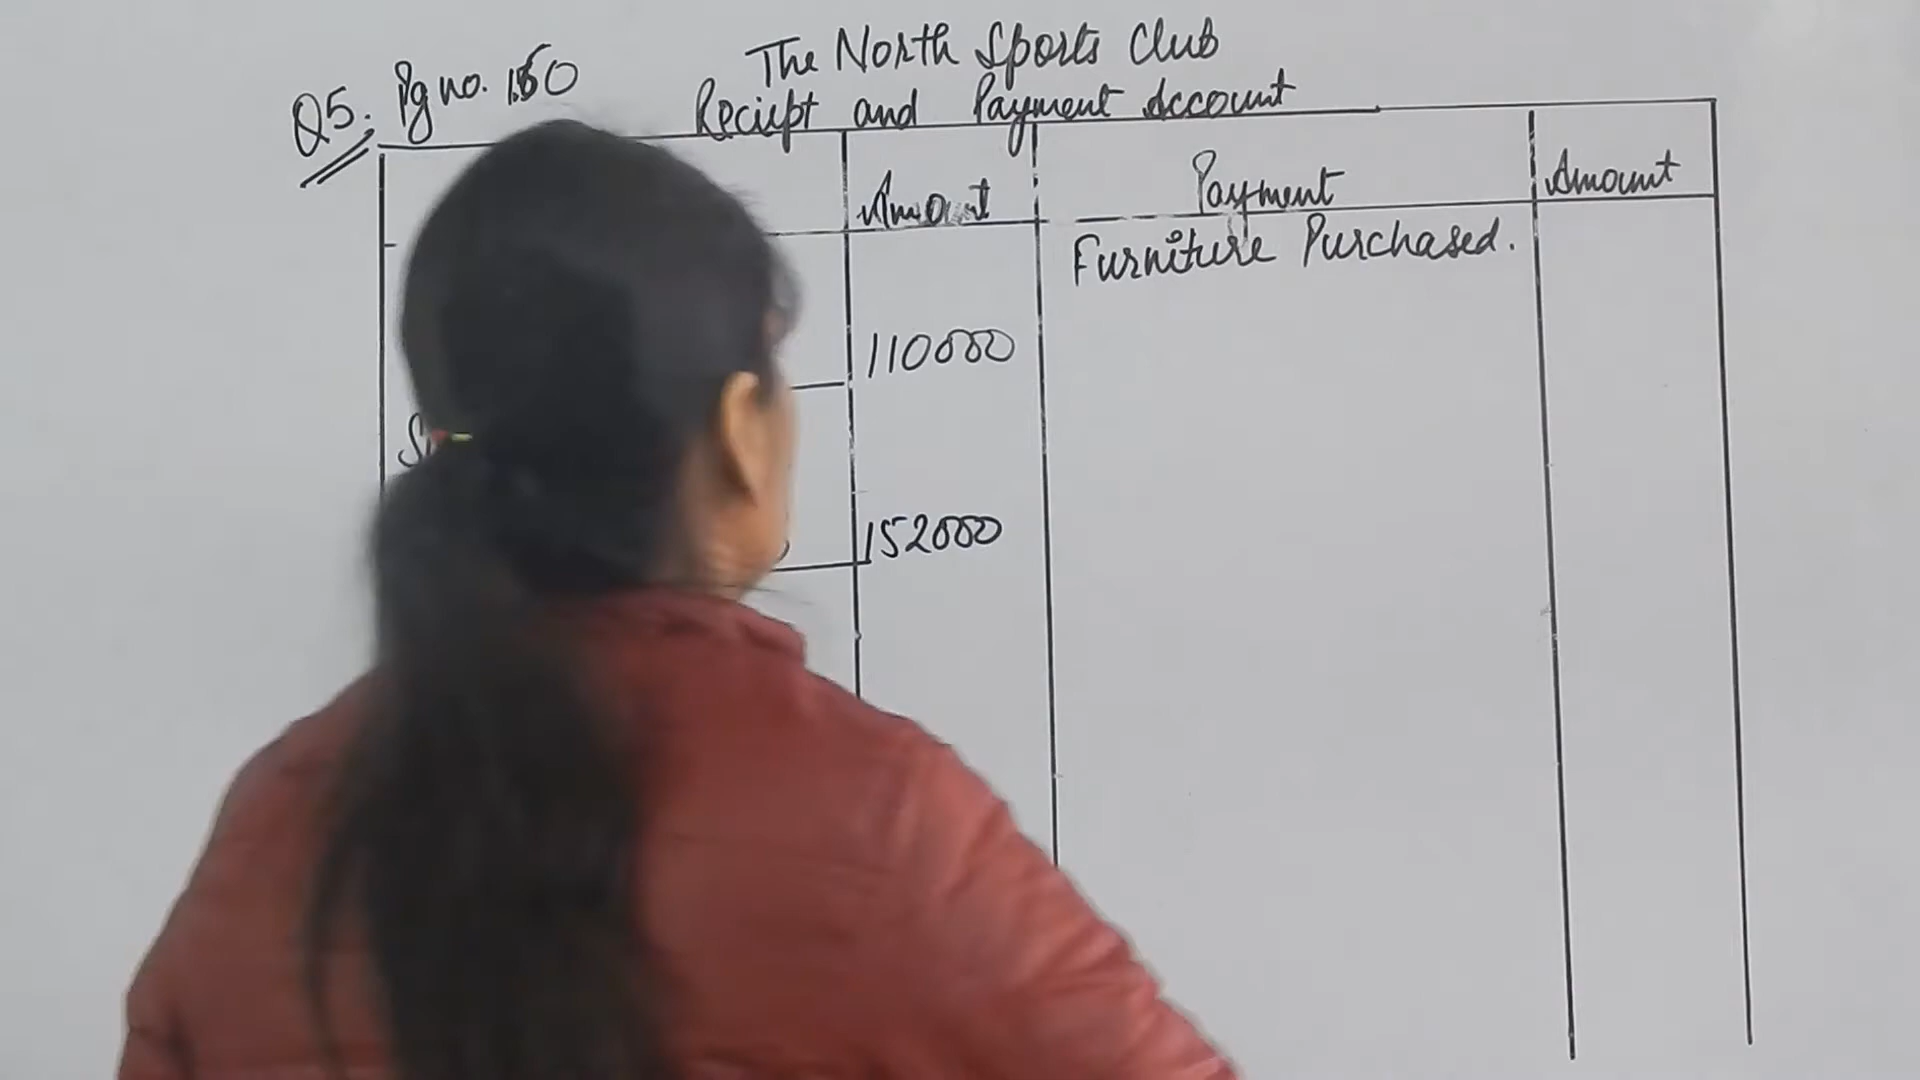 The North Sports Club
Q5. Pg no. 150
Reciept and Payment Account
Amount Payment Amount
Furniture Purchased.
110000
152000